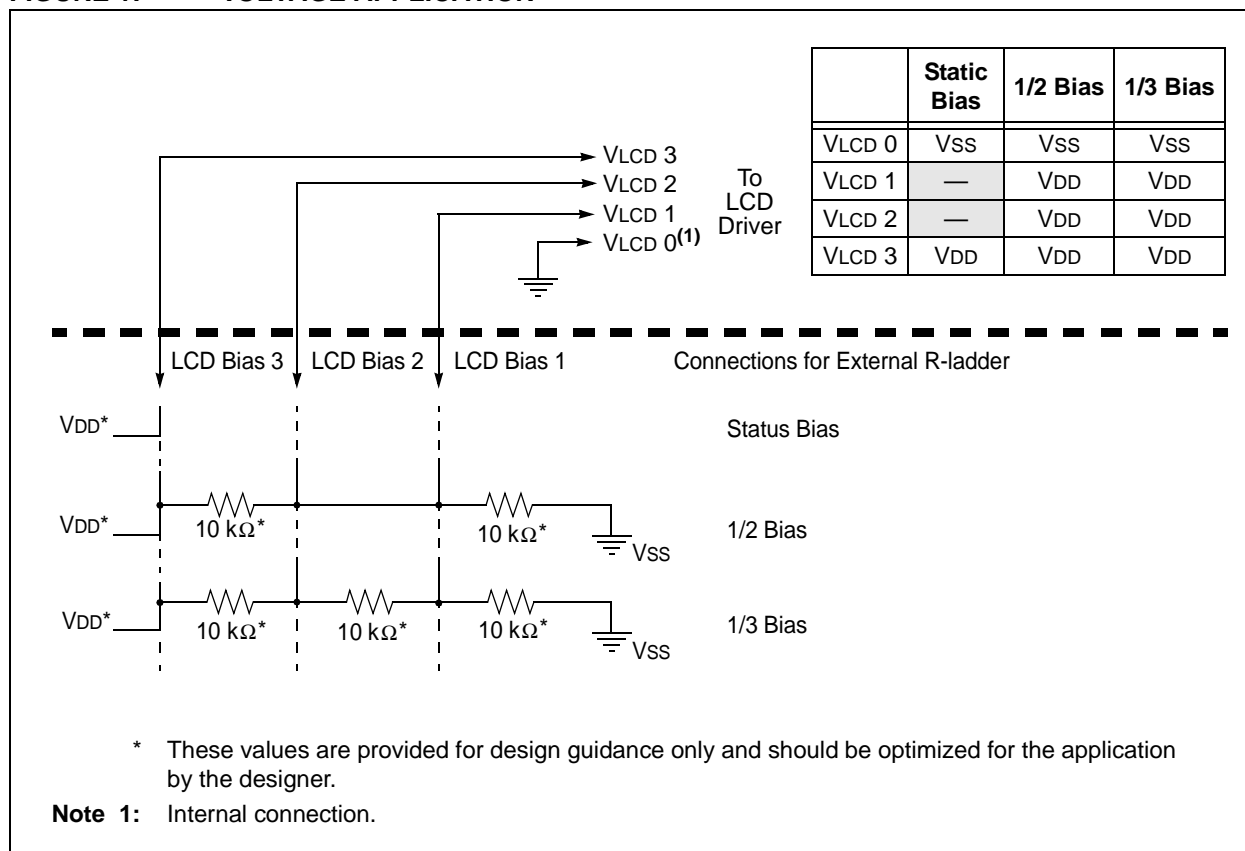 Static Bias 1/2 Bias 1/3 Bias
VLCD 0 VSS VSS VSS
VLCD 1 — VDD VDD
VLCD 2 — VDD VDD
VLCD 3 VDD VDD VDD
VLCD 3
VLCD 2
VLCD 1
VLCD 0(1)
To
LCD
Driver
LCD Bias 3 LCD Bias 2 LCD Bias 1 Connections for External R-ladder
VDD* Status Bias
VDD* 10 kΩ* 10 kΩ* VSS 1/2 Bias
VDD* 10 kΩ* 10 kΩ* 10 kΩ* VSS 1/3 Bias
* These values are provided for design guidance only and should be optimized for the application
by the designer.
Note 1: Internal connection.